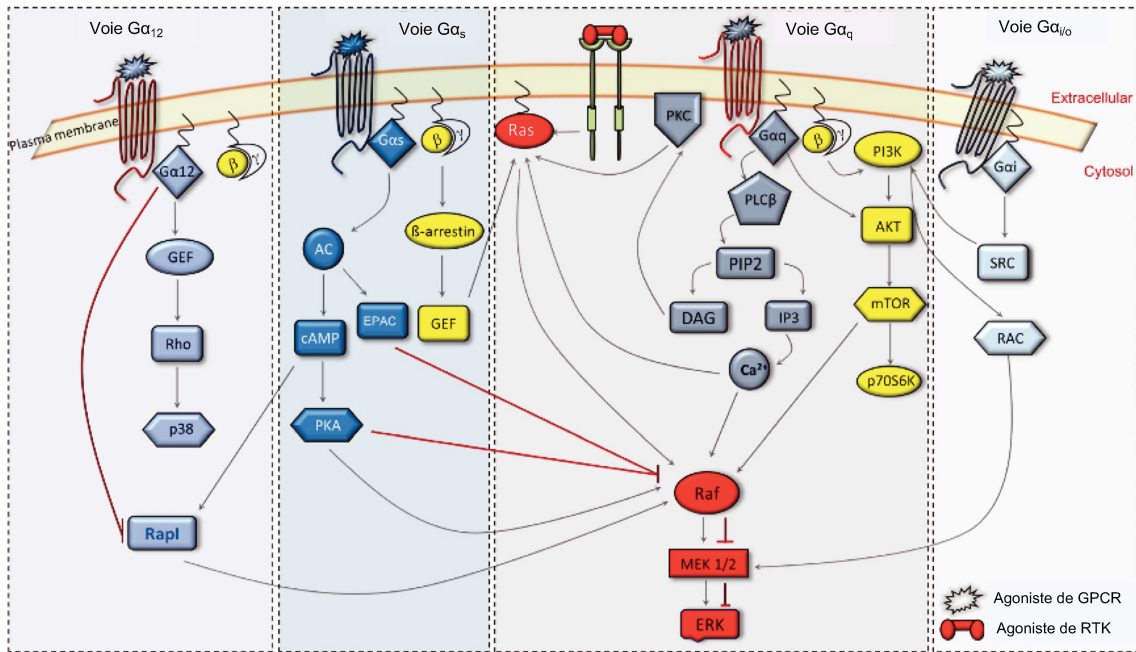 Voie Gα12
Voie Gαs
Voie Gαq
Voie Gαi/o
Extracellular
Cytosol
Plasma membrane
Gα12
β
γ
GEF
Rho
p38
RapI
Gαs
β
γ
AC
ß-arrestin
cAMP
EPAC
GEF
PKA
Ras
PKC
Gαq
β
γ
PI3K
PLCβ
AKT
PIP2
DAG
IP3
mTOR
Ca²⁺
p70S6K
Raf
MEK 1/2
ERK
Gαi
SRC
RAC
Agoniste de GPCR
Agoniste de RTK